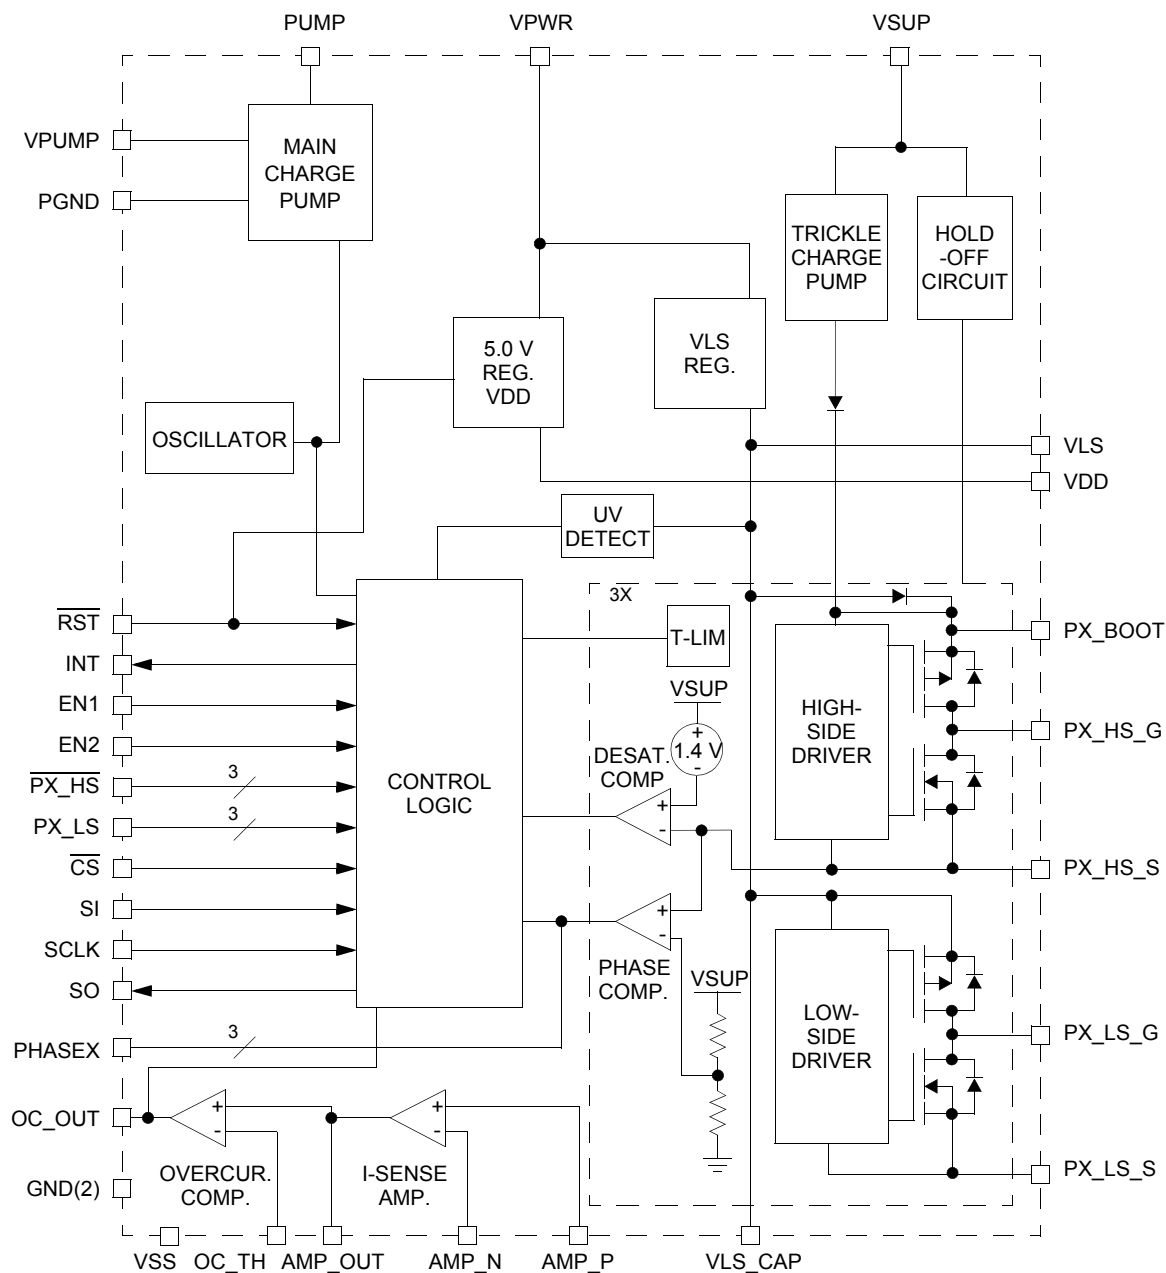 PUMP
VPWR
VSUP
VPUMP
PGND
MAIN
CHARGE
PUMP
TRICKLE
CHARGE
PUMP
HOLD
-OFF
CIRCUIT
5.0 V
REG.
VDD
VLS
REG.
OSCILLATOR
VLS
VDD
UV
DETECT
3X
T-LIM
RST
INT
EN1
EN2
PX_HS
3
PX_LS
3
CS
SI
SCLK
SO
PHASEX
3
OC_OUT
GND(2)
CONTROL
LOGIC
VSUP
+
1.4 V
-
DESAT.
COMP.
+
-
+
-
PHASE
COMP.
VSUP
HIGH-
SIDE
DRIVER
LOW-
SIDE
DRIVER
PX_BOOT
PX_HS_G
PX_HS_S
PX_LS_G
PX_LS_S
+
-
OVERCUR.
COMP.
+
-
I-SENSE
AMP.
VSS
OC_TH
AMP_OUT
AMP_N
AMP_P
VLS_CAP